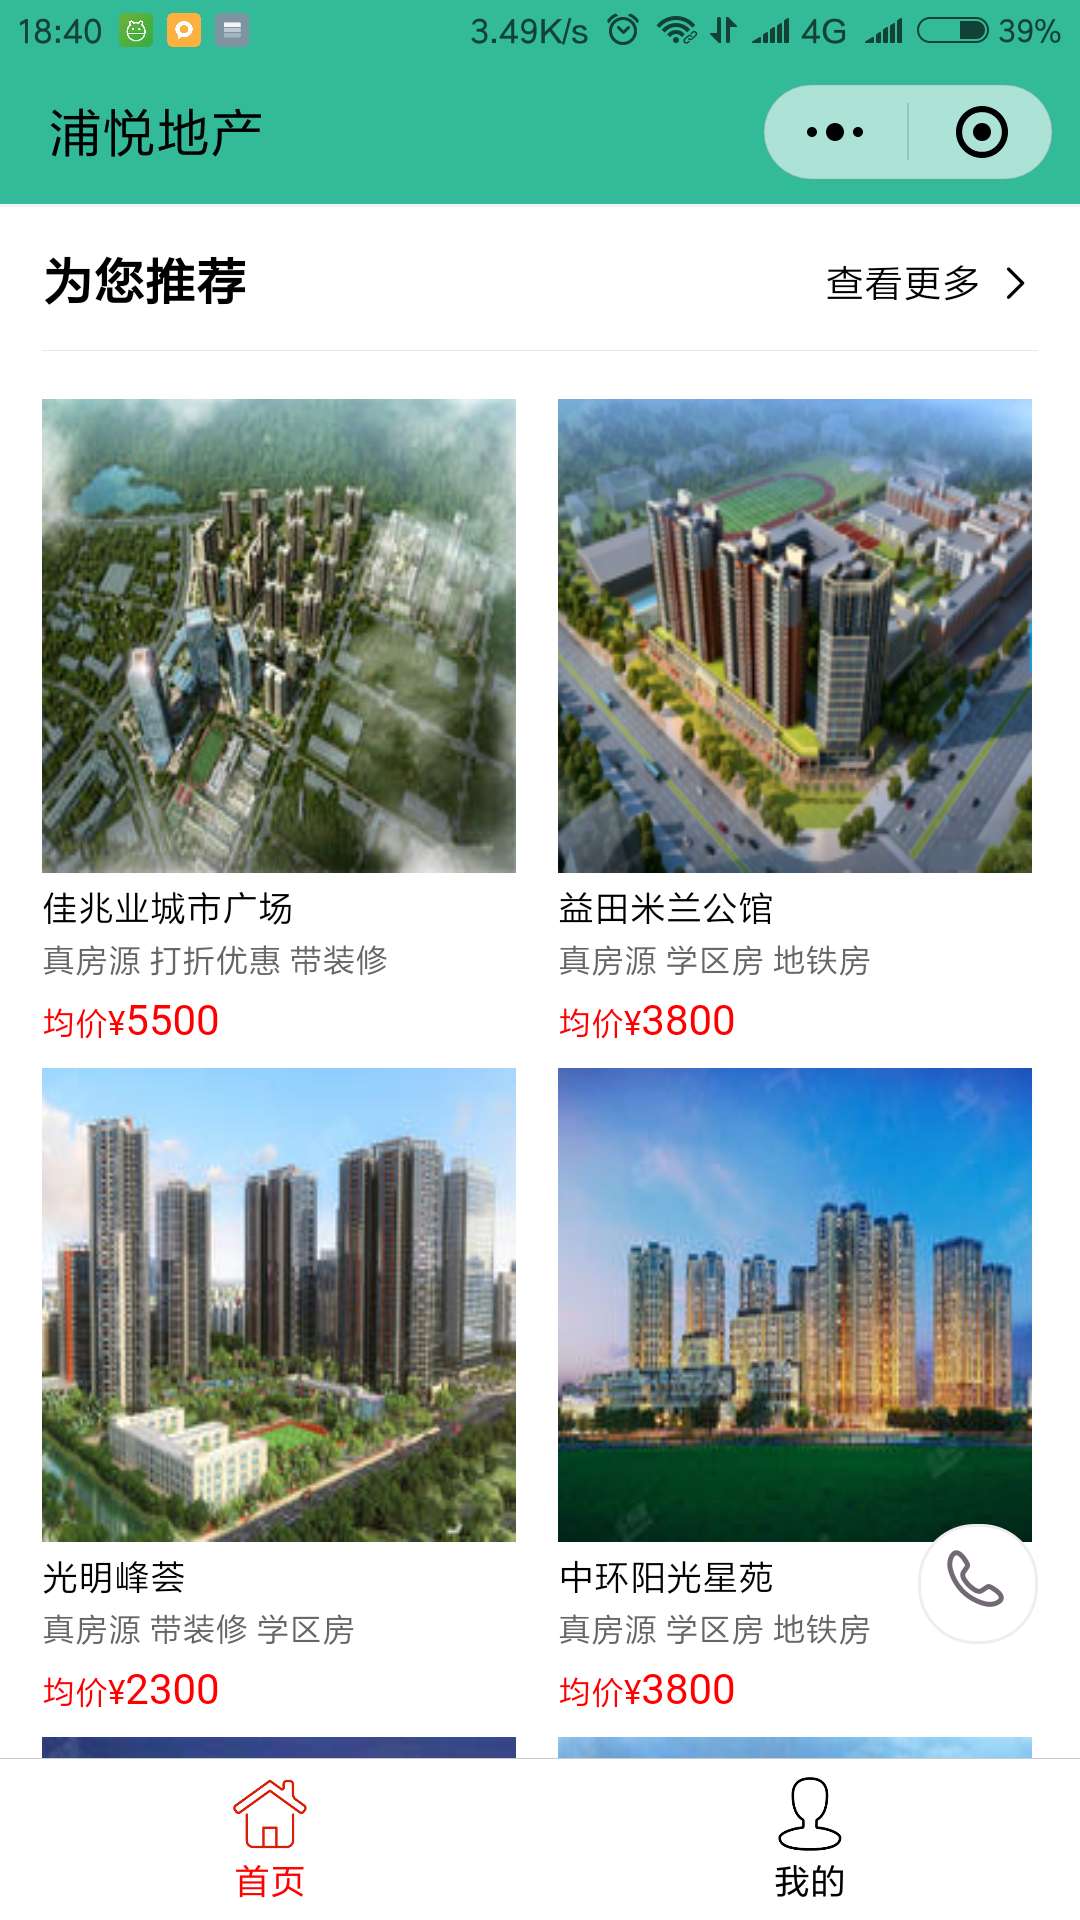 18:40
3.49K/s 4G 39%
浦悦地产
为您推荐
查看更多
佳兆业城市广场
真房源 打折优惠 带装修
均价¥5500
益田米兰公馆
真房源 学区房 地铁房
均价¥3800
光明峰荟
真房源 带装修 学区房
均价¥2300
中环阳光星苑
真房源 学区房 地铁房
均价¥3800
首页
我的